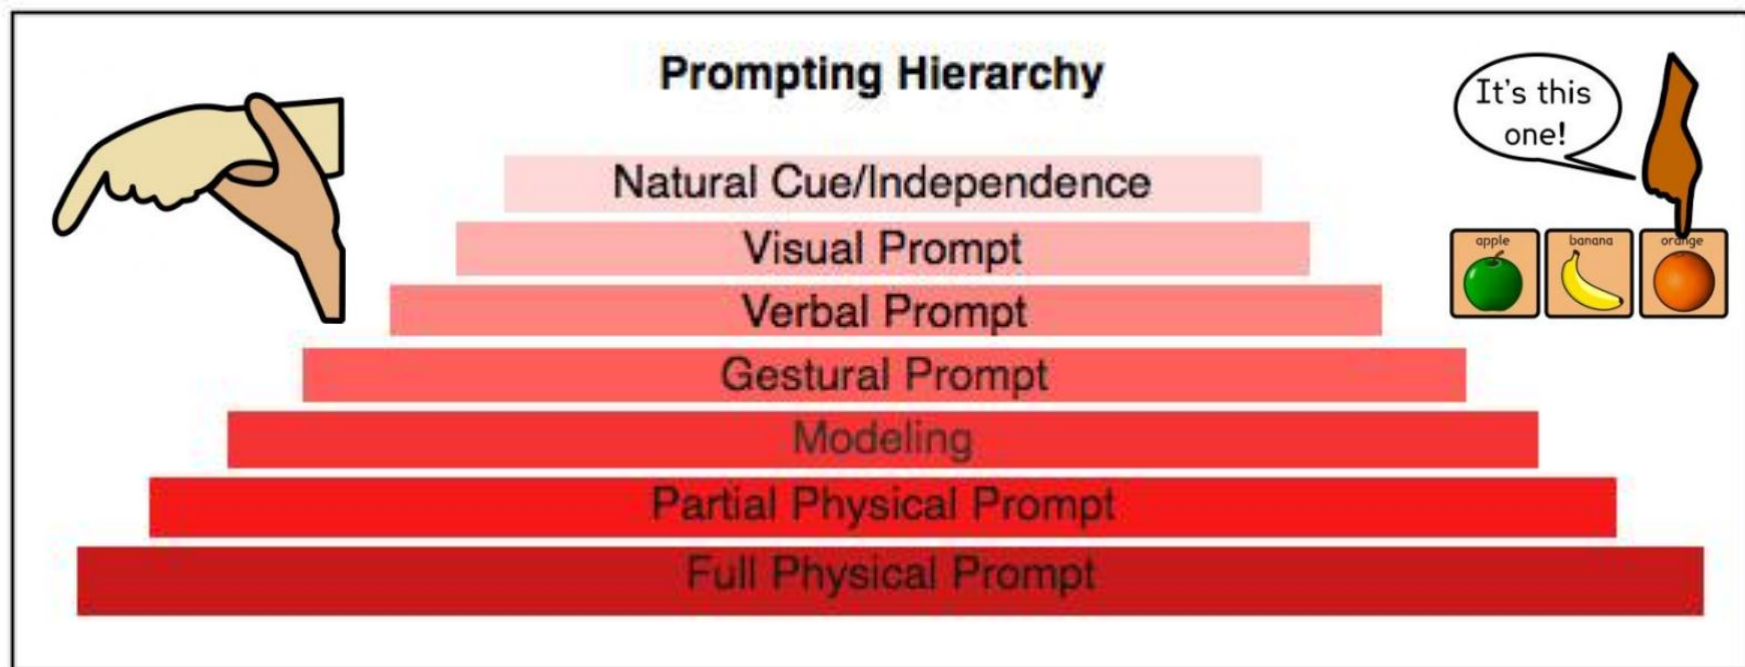 Prompting Hierarchy
It's this
one!
Natural Cue/Independence
Visual Prompt
apple
banana
orange
Verbal Prompt
Gestural Prompt
Modeling
Partial Physical Prompt
Full Physical Prompt